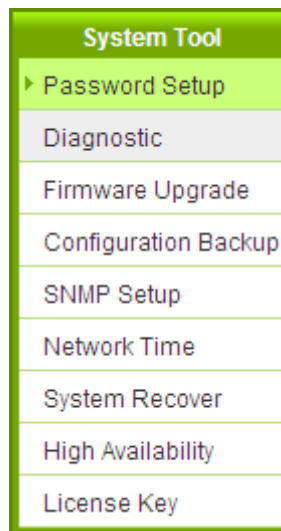 System Tool
Password Setup
Diagnostic
Firmware Upgrade
Configuration Backup
SNMP Setup
Network Time
System Recover
High Availability
License Key